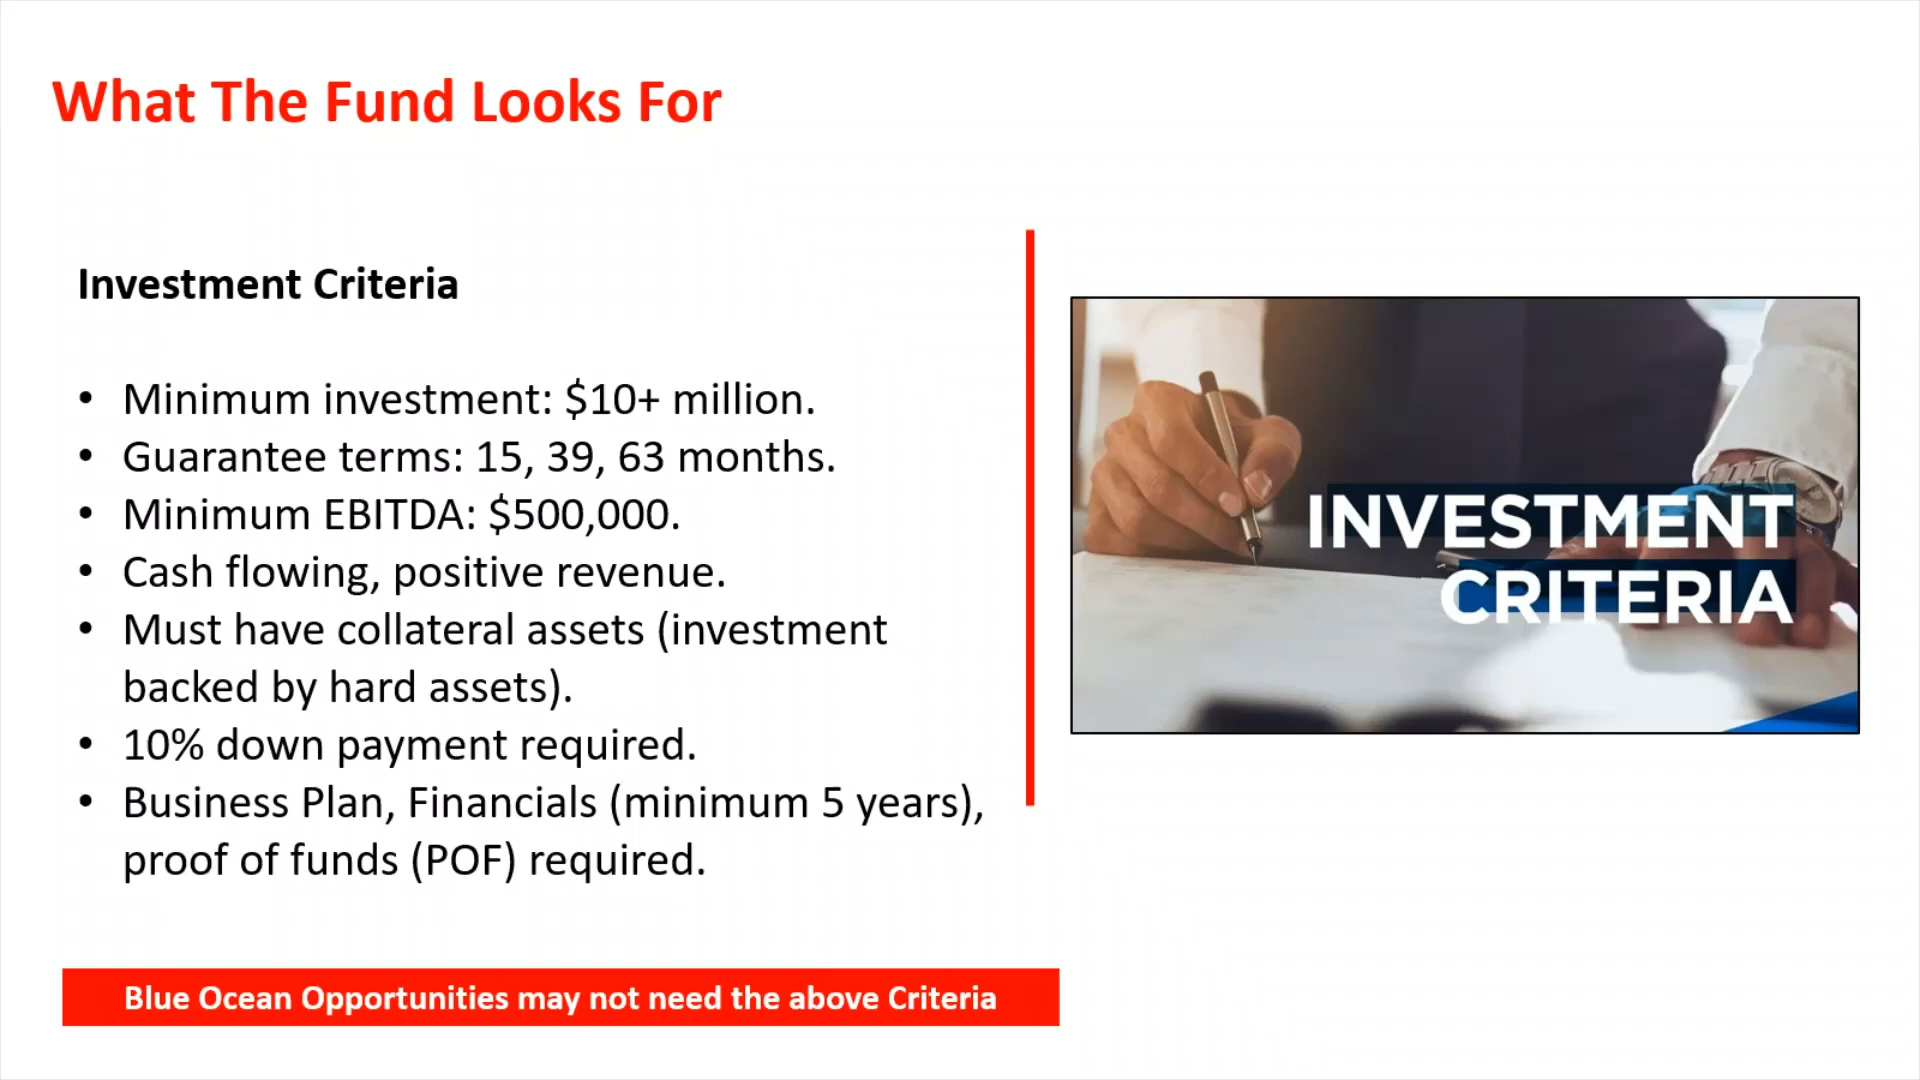 What The Fund Looks For
Investment Criteria
• Minimum investment: $10+ million.
• Guarantee terms: 15, 39, 63 months.
• Minimum EBITDA: $500,000.
• Cash flowing, positive revenue.
• Must have collateral assets (investment
backed by hard assets).
• 10% down payment required.
• Business Plan, Financials (minimum 5 years),
proof of funds (POF) required.
INVESTMENT
CRITERIA
Blue Ocean Opportunities may not need the above Criteria